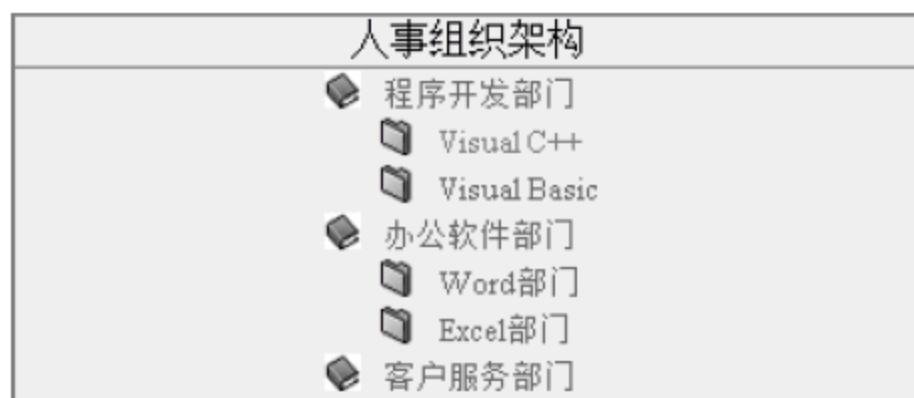 人事组织架构
程序开发部门
Visual C++
Visual Basic
办公软件部门
Word部门
Excel部门
客户服务部门